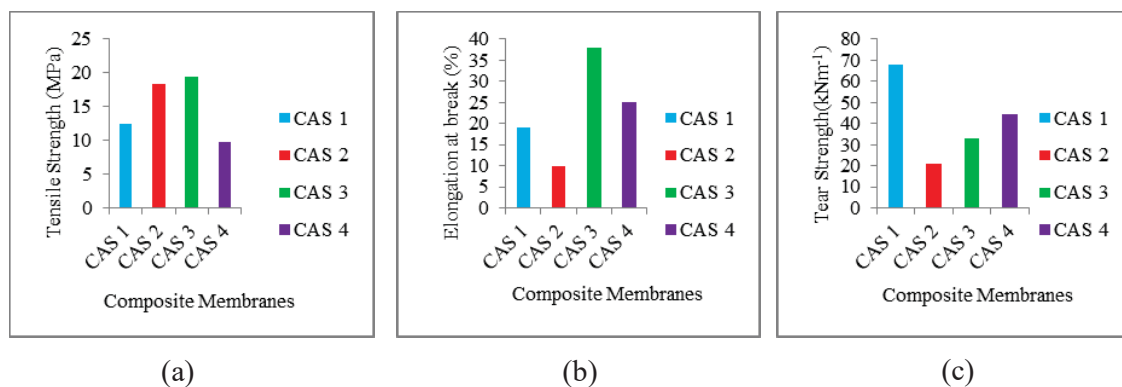 Tensile Strength (MPa)
25
20
15
10
5
0
CAS 1
CAS 2
CAS 3
CAS 4
Composite Membranes
CAS 1
CAS 2
CAS 3
CAS 4
(a)
Elongation at break (%)
40
35
30
25
20
15
10
5
0
CAS 1
CAS 2
CAS 3
CAS 4
Composite Membranes
CAS 1
CAS 2
CAS 3
CAS 4
(b)
Tear Strength(kNm-1)
80
70
60
50
40
30
20
10
0
CAS 1
CAS 2
CAS 3
CAS 4
Composite Membranes
CAS 1
CAS 2
CAS 3
CAS 4
(c)